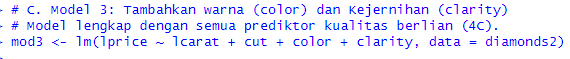 > # C. Model 3: Tambahkan warna (color) dan Kejernihan (clarity)
> # Model lengkap dengan semua prediktor kualitas berlian (4C).
> mod3 <- lm(lprice ~ lcarat + cut + color + clarity, data = diamonds2)